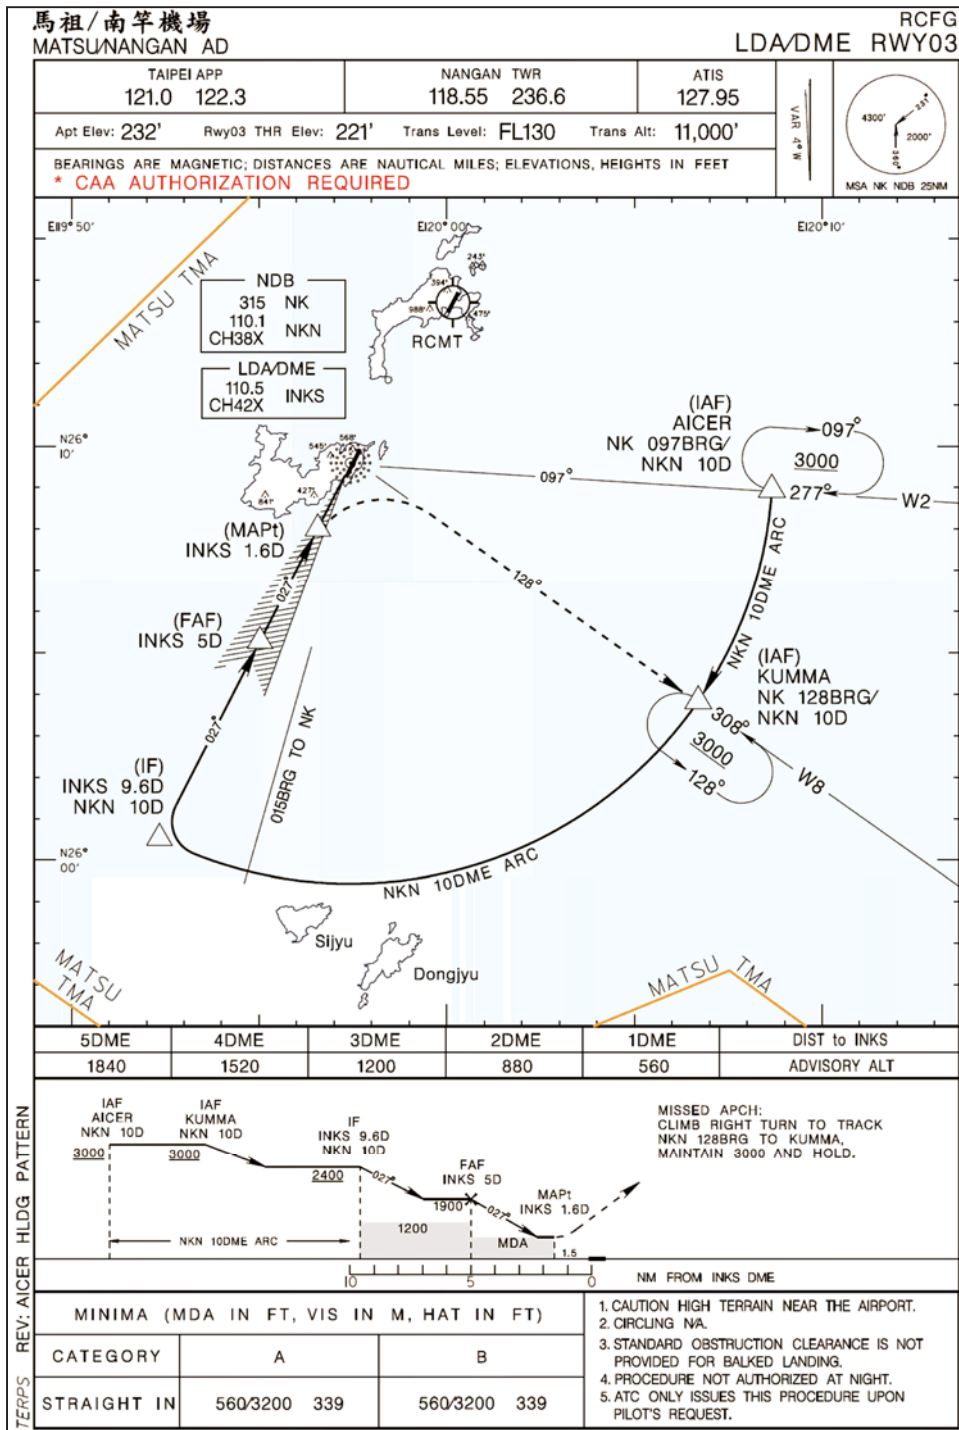 馬祖/南竿機場
MATSU/NANGAN AD
RCFG
LDA/DME RWY03
TAIPEI APP
121.0 122.3
NANGAN TWR
118.55 236.6
ATIS
127.95
Apt Elev: 232' Rwy03 THR Elev: 221' Trans Level: FL130 Trans Alt: 11,000'
BEARINGS ARE MAGNETIC; DISTANCES ARE NAUTICAL MILES; ELEVATIONS, HEIGHTS IN FEET
* CAA AUTHORIZATION REQUIRED
VAR 4° W
4300'
231°
2000'
360°
MSA NK NDB 25NM
E119° 50'
E120° 00'
E120° 10'
MATSU TMA
NDB
315 NK
110.1
CH38X NKN
LDA/DME
110.5
CH42X INKS
243'
394'
988'
475'
RCMT
N26°
10'
568'
545'
427'
841'
(IAF)
AICER
NK 097BRG/
NKN 10D
097°
3000
277°
W2
097°
(MAPt)
INKS 1.6D
027°
128°
NKN 10DME ARC
(FAF)
INKS 5D
(IAF)
KUMMA
NK 128BRG/
NKN 10D
308°
3000
128°
W8
027°
015BRG TO NK
(IF)
INKS 9.6D
NKN 10D
N26°
00'
NKN 10DME ARC
Sijyu
Dongjyu
MATSU
TMA
MATSU TMA
5DME 4DME 3DME 2DME 1DME DIST to INKS
1840 1520 1200 880 560 ADVISORY ALT
IAF
AICER
NKN 10D
3000
IAF
KUMMA
NKN 10D
3000
IF
INKS 9.6D
NKN 10D
2400
027°
FAF
INKS 5D
1900
027°
MAPt
INKS 1.6D
1200
MDA
1.5
NKN 10DME ARC
10 5 0
NM FROM INKS DME
MISSED APCH:
CLIMB RIGHT TURN TO TRACK
NKN 128BRG TO KUMMA,
MAINTAIN 3000 AND HOLD.
MINIMA (MDA IN FT, VIS IN M, HAT IN FT)
CATEGORY A B
STRAIGHT IN 560/3200 339 560/3200 339
1. CAUTION HIGH TERRAIN NEAR THE AIRPORT.
2. CIRCLING N/A.
3. STANDARD OBSTRUCTION CLEARANCE IS NOT
PROVIDED FOR BALKED LANDING.
4. PROCEDURE NOT AUTHORIZED AT NIGHT.
5. ATC ONLY ISSUES THIS PROCEDURE UPON
PILOT'S REQUEST.
TERPS REV: AICER HLDG PATTERN